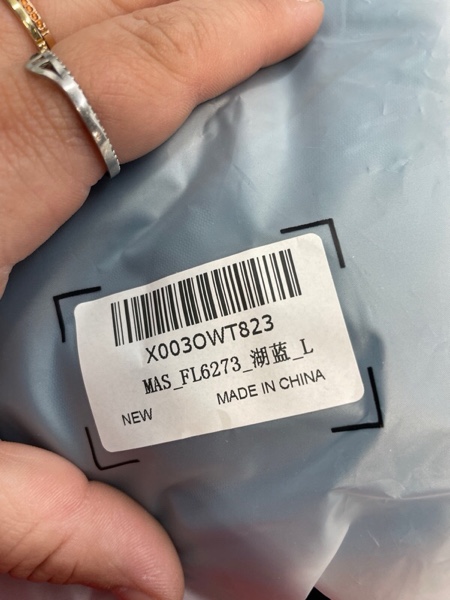 X003OWT823
MAS_FL6273_湖蓝_L
NEW
MADE IN CHINA